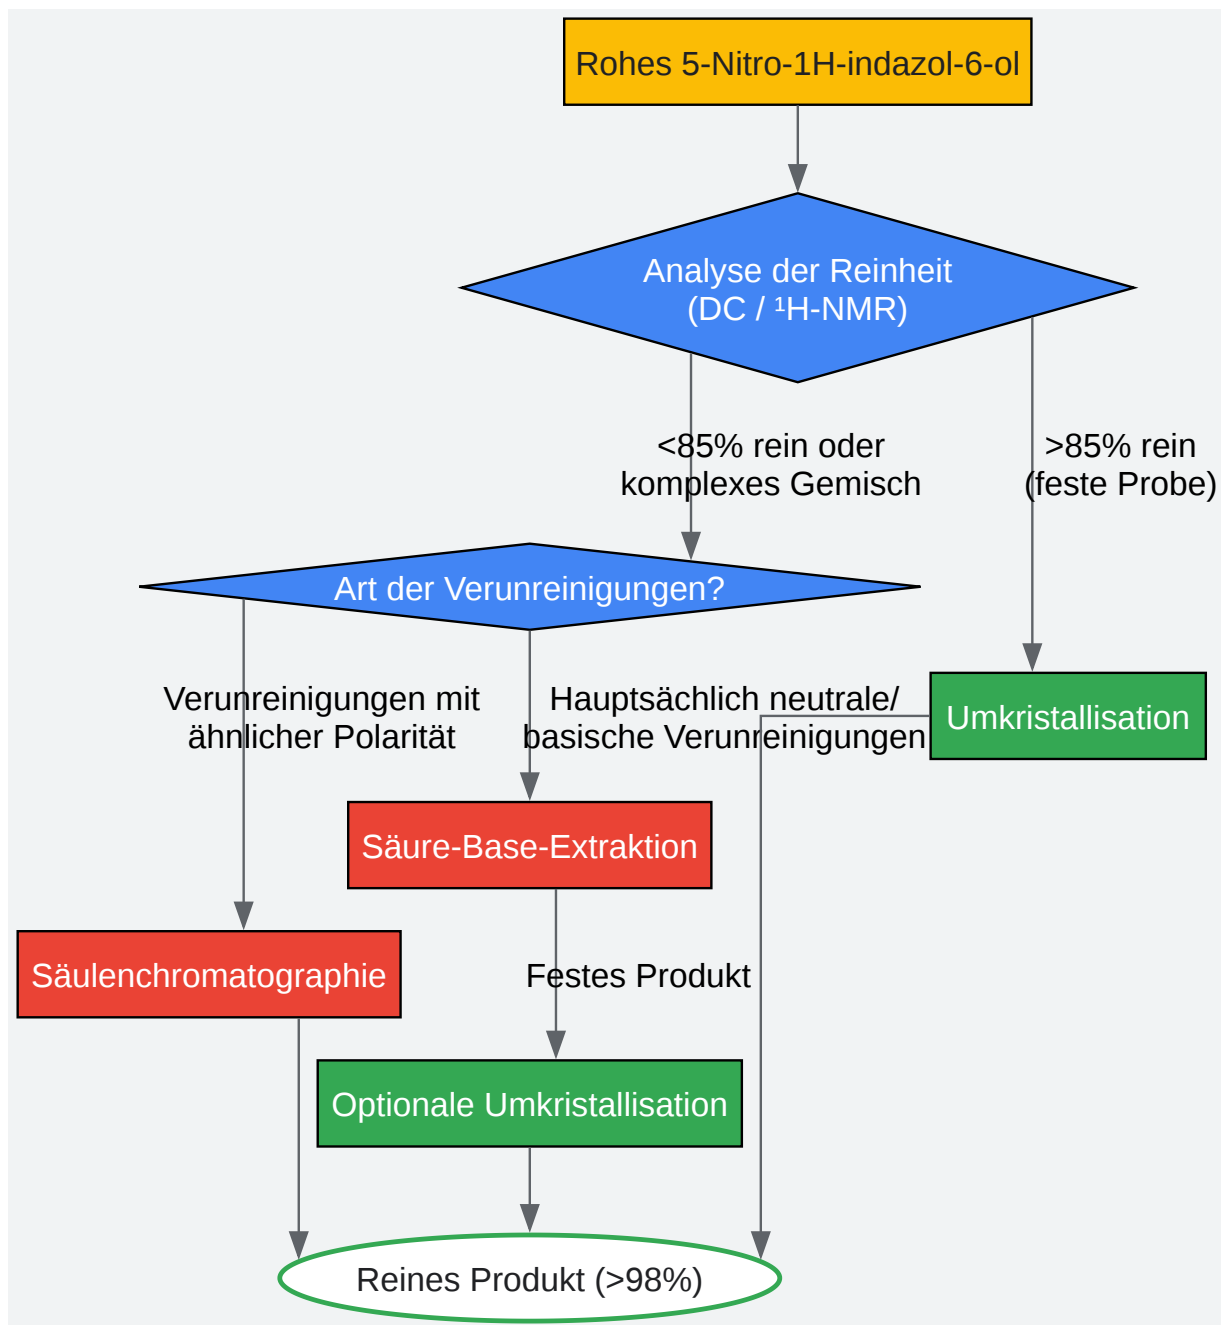 Rohes 5-Nitro-1H-indazol-6-ol
Analyse der Reinheit
(DC / ¹H-NMR)
<85% rein oder
komplexes Gemisch
>85% rein
(feste Probe)
Art der Verunreinigungen?
Verunreinigungen mit
ähnlicher Polarität
Hauptsächlich neutrale/
basische Verunreinigungen
Umkristallisation
Säure-Base-Extraktion
Säulenchromatographie
Festes Produkt
Optionale Umkristallisation
Reines Produkt (>98%)